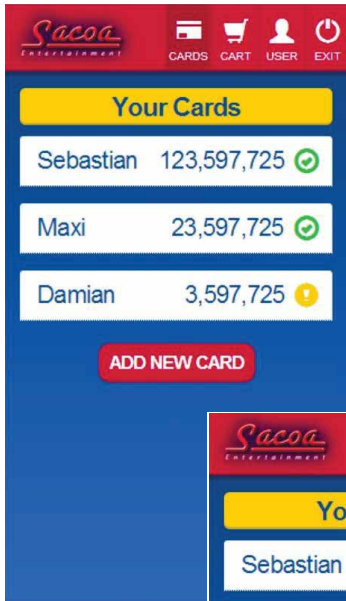 Sacoa
Entertainment
CARDS CART USER EXIT
Your Cards
Sebastian 123,597,725
Maxi 23,597,725
Damian 3,597,725
ADD NEW CARD
Sacoa
Entertainment
Yo
Sebastian